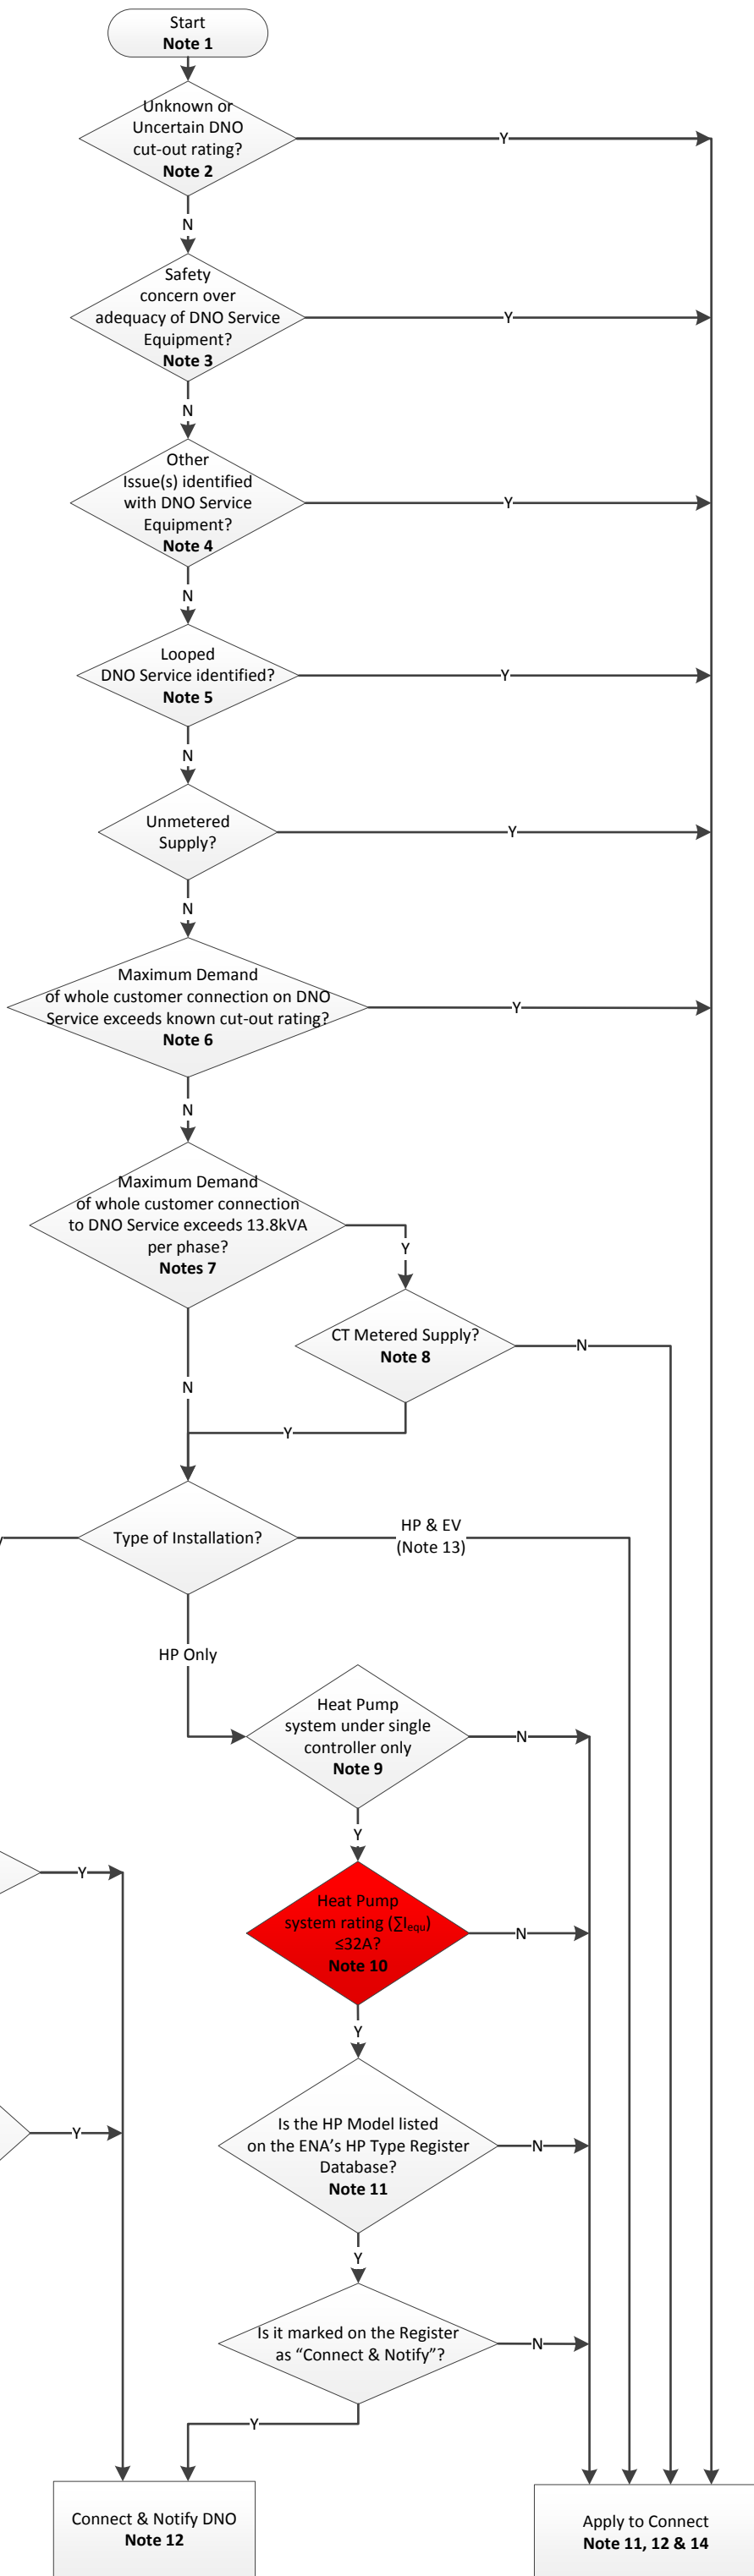 Start
Note 1
Unknown or
Uncertain DNO
cut-out rating?
Note 2
Y
N
Safety
concern over
adequacy of DNO Service
Equipment?
Note 3
Y
N
Other
Issue(s) identified
with DNO Service
Equipment?
Note 4
Y
N
Looped
DNO Service identified?
Note 5
Y
N
Unmetered
Supply?
Y
N
Maximum Demand
of whole customer connection on DNO
Service exceeds known cut-out rating?
Note 6
Y
N
Maximum Demand
of whole customer connection
to DNO Service exceeds 13.8kVA
per phase?
Notes 7
Y
CT Metered Supply?
Note 8
N
N
Y
Type of Installation?
HP & EV
(Note 13)
HP Only
Heat Pump
system under single
controller only
Note 9
N
Y
Y
Heat Pump
system rating (∑Iequ)
≤32A?
Note 10
N
Y
Is the HP Model listed
on the ENA's HP Type Register
Database?
Note 11
Y
N
Y
Is it marked on the Register
as “Connect & Notify”?
N
Y
Connect & Notify DNO
Note 12
Apply to Connect
Note 11, 12 & 14